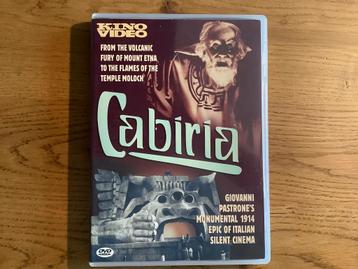 KINO
VIDEO
FROM THE VOLCANIC
FURY OF MOUNT ETNA
TO THE FLAMES OF THE
TEMPLE MOLOCH
Cabiria
GIOVANNI
PASTRONE'S
MONUMENTAL 1914
EPIC OF ITALIAN
SILENT CINEMA
DVD